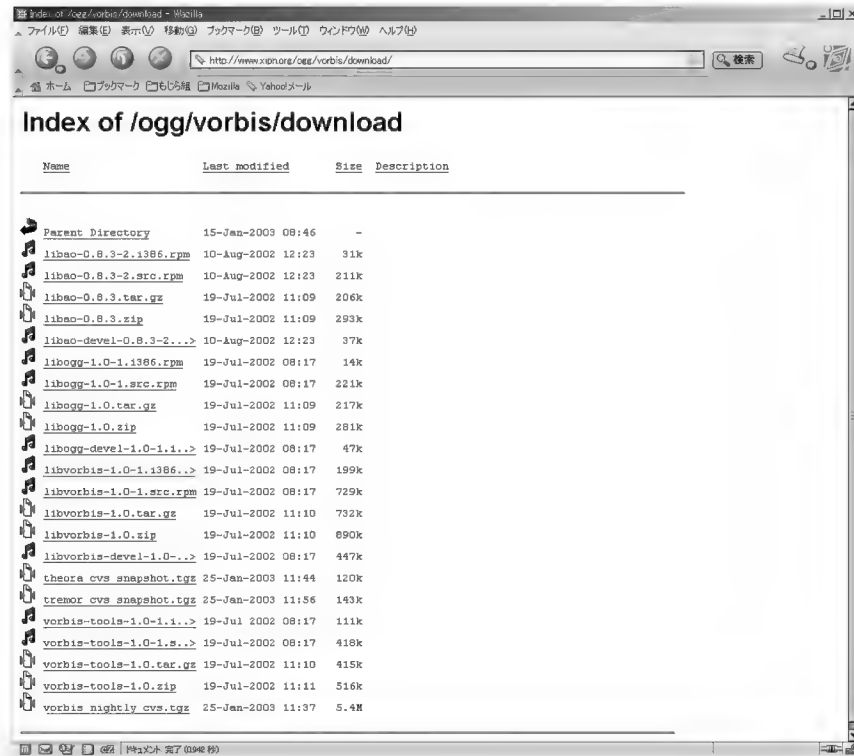 Index of /ogg/vorbis/download - Mozilla
ファイル(F) 編集(E) 表示(V) 移動(G) ブックマーク(B) ツール(T) ウィンドウ(W) ヘルプ(H)
http://www.xiph.org/ogg/vorbis/download/ 検索
ホーム ブックマーク もじら組 Mozilla Yahoo!メール
Index of /ogg/vorbis/download
Name Last modified Size Description
Parent Directory 15-Jan-2003 08:46 -
libao-0.8.3-2.i386.rpm 10-Aug-2002 12:23 31k
libao-0.8.3-2.src.rpm 10-Aug-2002 12:23 211k
libao-0.8.3.tar.gz 19-Jul-2002 11:09 206k
libao-0.8.3.zip 19-Jul-2002 11:09 293k
libao-devel-0.8.3-2...> 10-Aug-2002 12:23 37k
libogg-1.0-1.i386.rpm 19-Jul-2002 08:17 14k
libogg-1.0-1.src.rpm 19-Jul-2002 08:17 221k
libogg-1.0.tar.gz 19-Jul-2002 11:09 217k
libogg-1.0.zip 19-Jul-2002 11:09 281k
libogg-devel-1.0-1.i..> 19-Jul-2002 08:17 47k
libvorbis-1.0-1.i386..> 19-Jul-2002 08:17 199k
libvorbis-1.0-1.src.rpm 19-Jul-2002 08:17 729k
libvorbis-1.0.tar.gz 19-Jul-2002 11:10 732k
libvorbis-1.0.zip 19-Jul-2002 11:10 890k
libvorbis-devel-1.0-..> 19-Jul-2002 08:17 447k
theora cvs snapshot.tgz 25-Jan-2003 11:44 120k
tremor cvs snapshot.tgz 25-Jan-2003 11:56 143k
vorbis-tools-1.0-1.i..> 19-Jul 2002 08:17 111k
vorbis-tools-1.0-1.s..> 19-Jul-2002 08:17 418k
vorbis-tools-1.0.tar.gz 19-Jul-2002 11:10 415k
vorbis-tools-1.0.zip 19-Jul-2002 11:11 516k
vorbis nightly cvs.tgz 25-Jan-2003 11:37 5.4M
ドキュメント: 完了 (0.942 秒)